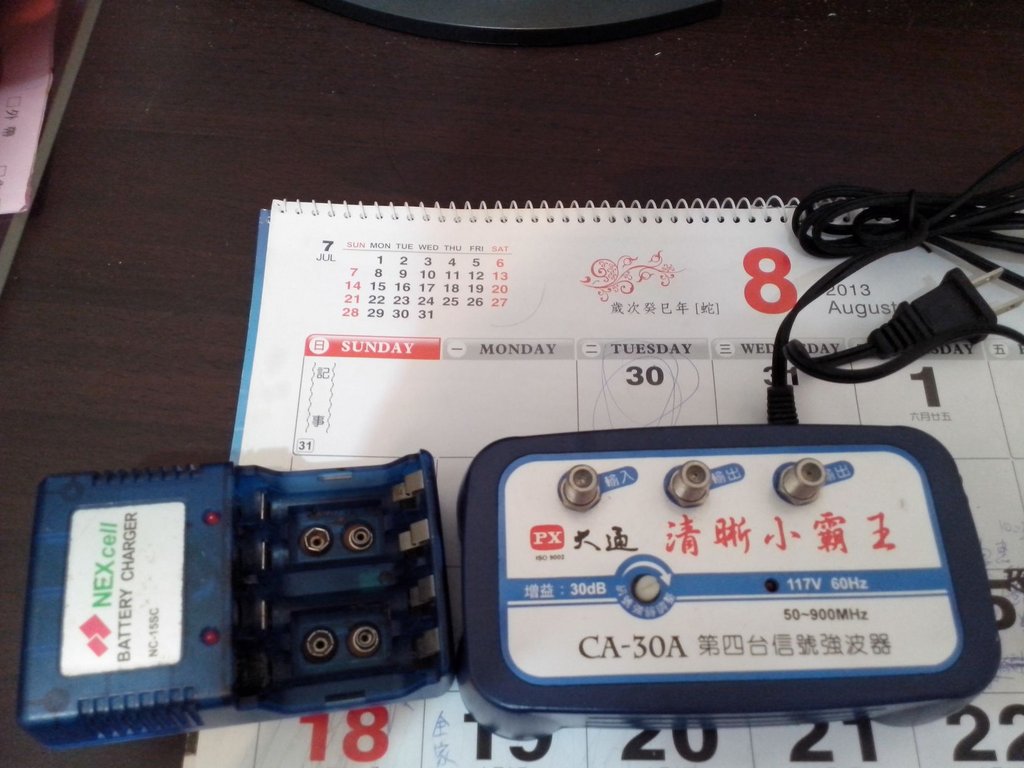 □外帶
7
JUL
SUN MON TUE WED THU FRI SAT
1 2 3 4 5 6
7 8 9 10 11 12 13
14 15 16 17 18 19 20
21 22 23 24 25 26 27
28 29 30 31
歲次癸巳年 [蛇]
8
2013
August
日 SUNDAY
一 MONDAY
二 TUESDAY
三
五
記事
31
30
31
1
六月廿五
輸入
輸出
輸出
PX
ISO 9002
大通
清晰小霸王
增益：30dB
117V 60Hz
50~900MHz
CA-30A 第四台信號強波器
NEXcell
BATTERY CHARGER
NC-15SC
18
19
20
21
22